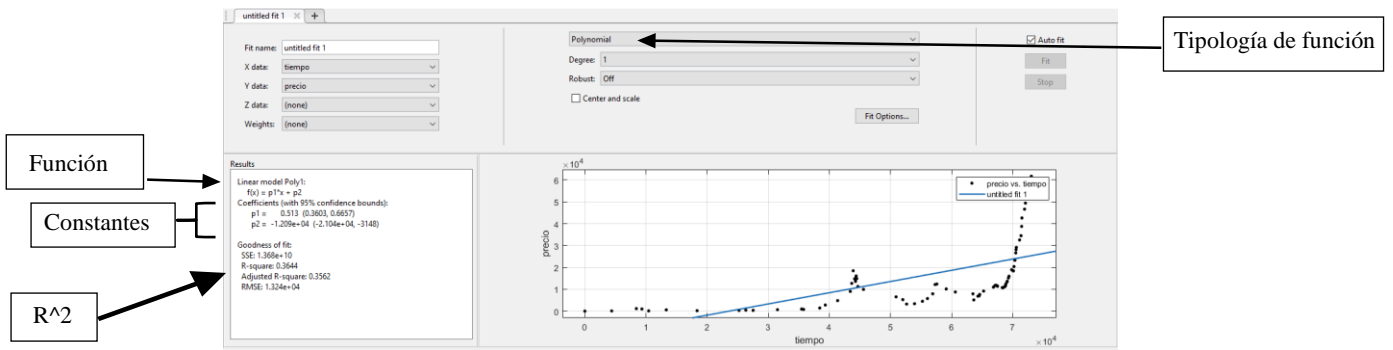 untitled fit 1 × +
Fit name: untitled fit 1
X data: tiempo
Y data: precio
Z data: (none)
Weights: (none)
Polynomial
Degree: 1
Robust: Off
Center and scale
Fit Options...
Auto fit
Fit
Stop
Tipología de función
Función
Constantes
R^2
Results
Linear model Poly1:
f(x) = p1*x + p2
Coefficients (with 95% confidence bounds):
p1 = 0.513 (0.3603, 0.6657)
p2 = -1.209e+04 (-2.104e+04, -3148)
Goodness of fit:
SSE: 1.368e+10
R-square: 0.3644
Adjusted R-square: 0.3562
RMSE: 1.324e+04
×10^4
6
5
4
3
2
1
0
precio
precio vs. tiempo
untitled fit 1
0 1 2 3 4 5 6 7
tiempo
×10^4